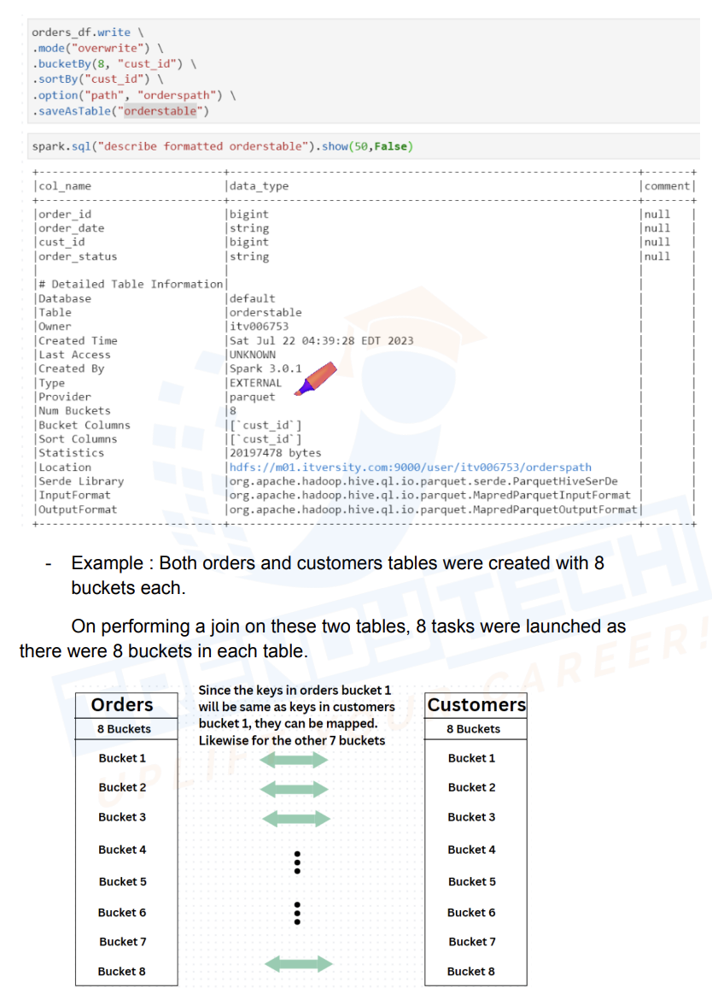 orders_df.write \
.mode("overwrite") \
.bucketBy(8, "cust_id") \
.sortBy("cust_id") \
.option("path", "orderspath") \
.saveAsTable("orderstable")
spark.sql("describe formatted orderstable").show(50,False)
+----------------------------+----------------------------------------------------------------+-------+
|col_name |data_type |comment|
+----------------------------+----------------------------------------------------------------+-------+
|order_id |bigint |null |
|order_date |string |null |
|cust_id |bigint |null |
|order_status |string |null |
| | | |
|# Detailed Table Information| | |
|Database |default | |
|Table |orderstable | |
|Owner |itv006753 | |
|Created Time |Sat Jul 22 04:39:28 EDT 2023 | |
|Last Access |UNKNOWN | |
|Created By |Spark 3.0.1 | |
|Type |EXTERNAL | |
|Provider |parquet | |
|Num Buckets |8 | |
|Bucket Columns |[`cust_id`] | |
|Sort Columns |[`cust_id`] | |
|Statistics |20197478 bytes | |
|Location |hdfs://m01.itversity.com:9000/user/itv006753/orderspath | |
|Serde Library |org.apache.hadoop.hive.ql.io.parquet.serde.ParquetHiveSerDe | |
|InputFormat |org.apache.hadoop.hive.ql.io.parquet.MapredParquetInputFormat | |
|OutputFormat |org.apache.hadoop.hive.ql.io.parquet.MapredParquetOutputFormat| |
+----------------------------+----------------------------------------------------------------+-------+
- Example : Both orders and customers tables were created with 8
buckets each.
On performing a join on these two tables, 8 tasks were launched as
there were 8 buckets in each table.
Since the keys in orders bucket 1
will be same as keys in customers
bucket 1, they can be mapped.
Likewise for the other 7 buckets
Orders
8 Buckets
Bucket 1
Bucket 2
Bucket 3
Bucket 4
Bucket 5
Bucket 6
Bucket 7
Bucket 8
Customers
8 Buckets
Bucket 1
Bucket 2
Bucket 3
Bucket 4
Bucket 5
Bucket 6
Bucket 7
Bucket 8
TRENDYTECH
UPLIFT YOUR CAREER!